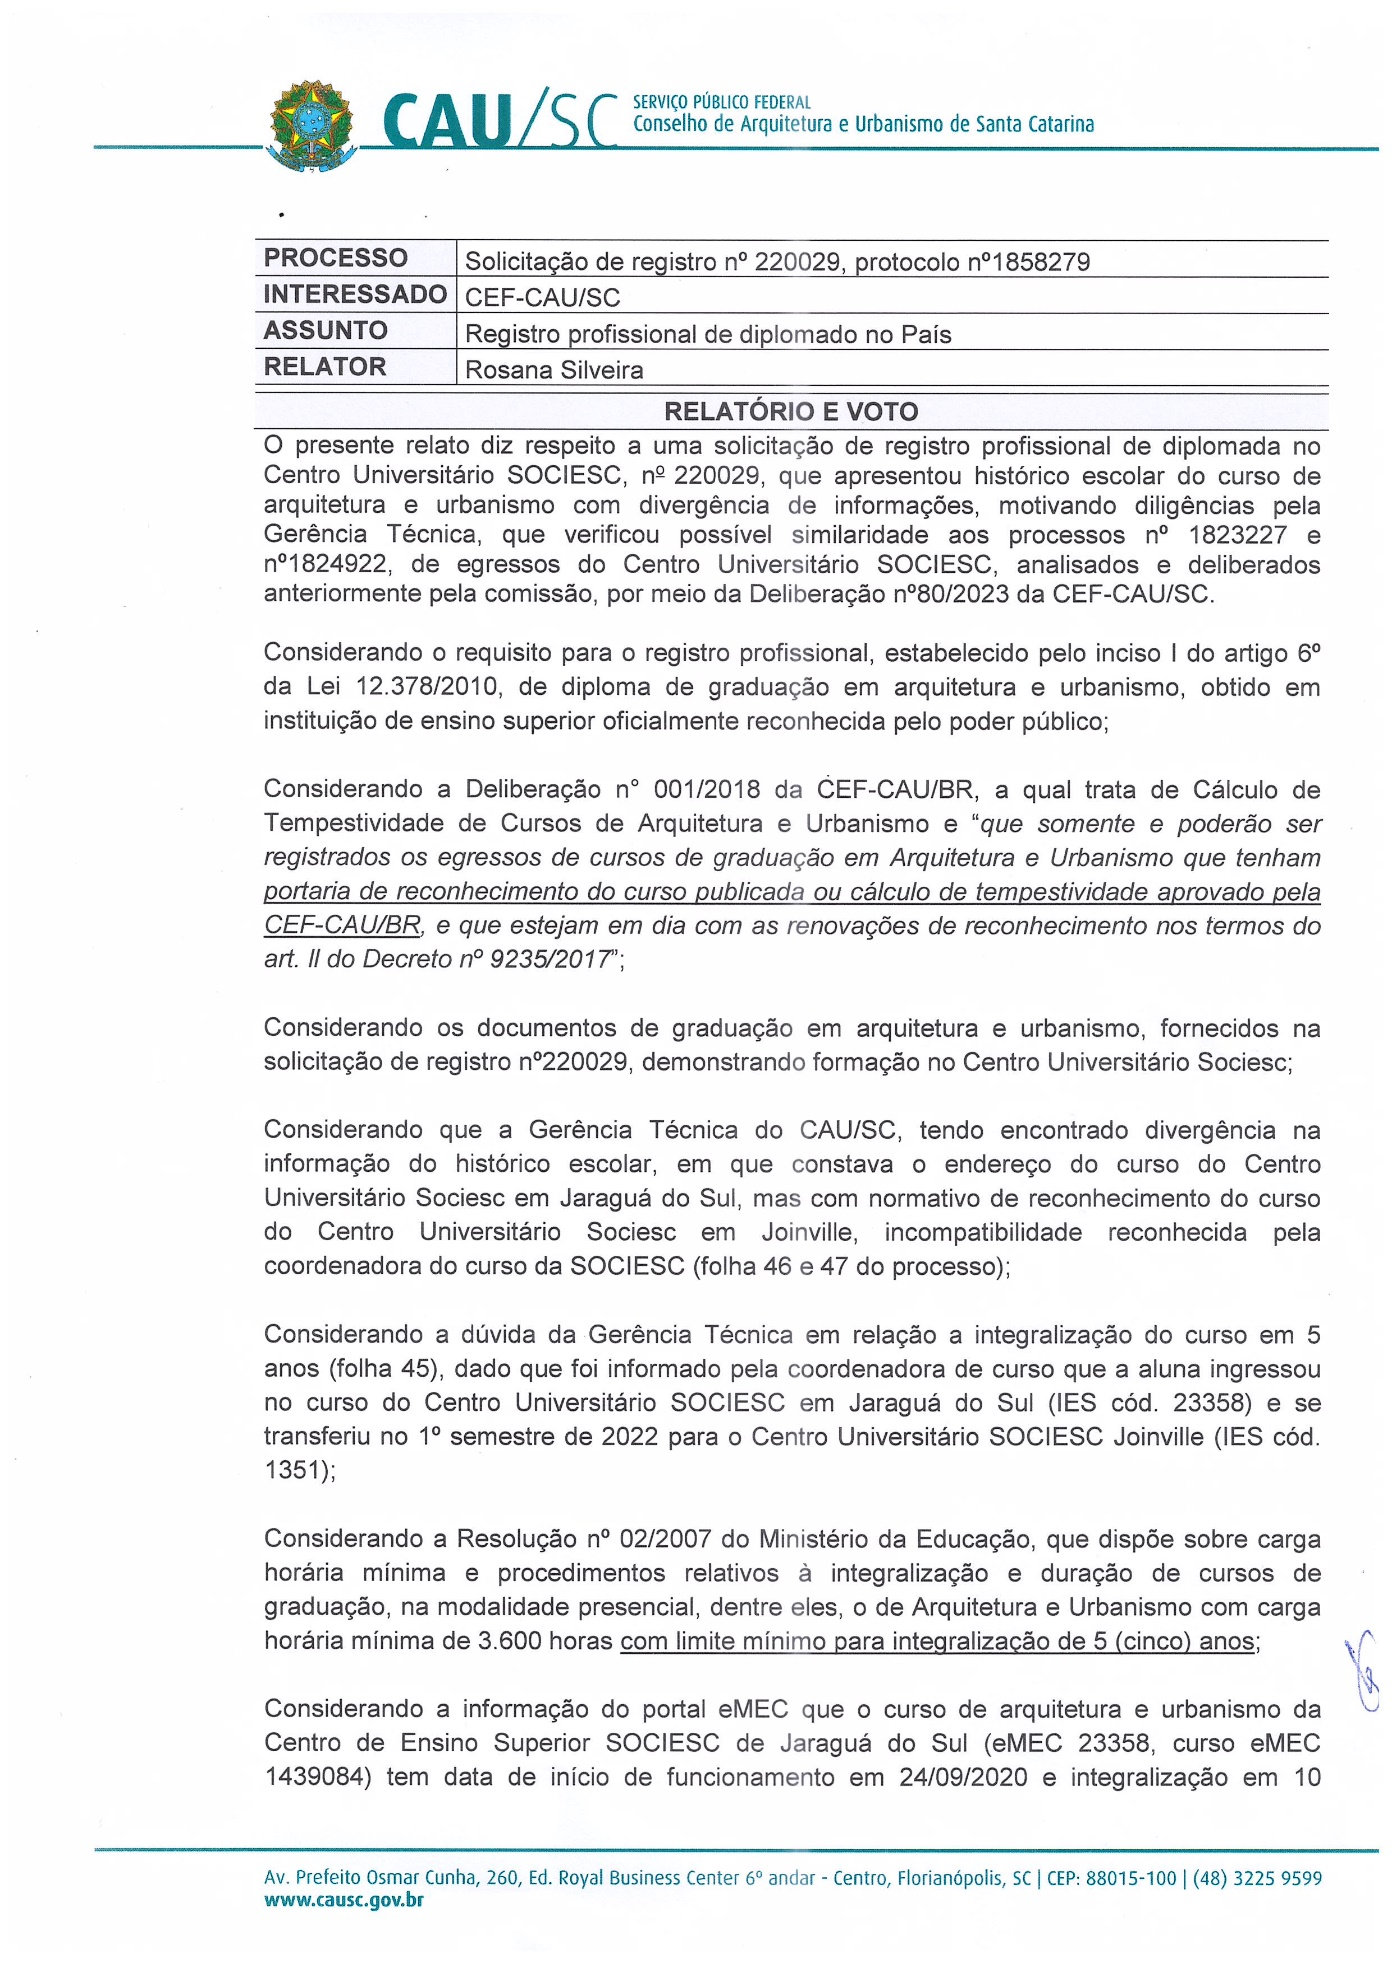 CAU/SC SERVIÇO PÚBLICO FEDERAL
Conselho de Arquitetura e Urbanismo de Santa Catarina
PROCESSO Solicitação de registro nº 220029, protocolo nº1858279
INTERESSADO CEF-CAU/SC
ASSUNTO Registro profissional de diplomado no País
RELATOR Rosana Silveira
RELATÓRIO E VOTO
O presente relato diz respeito a uma solicitação de registro profissional de diplomada no
Centro Universitário SOCIESC, nº 220029, que apresentou histórico escolar do curso de
arquitetura e urbanismo com divergência de informações, motivando diligências pela
Gerência Técnica, que verificou possível similaridade aos processos nº 1823227 e
nº1824922, de egressos do Centro Universitário SOCIESC, analisados e deliberados
anteriormente pela comissão, por meio da Deliberação nº80/2023 da CEF-CAU/SC.
Considerando o requisito para o registro profissional, estabelecido pelo inciso I do artigo 6º
da Lei 12.378/2010, de diploma de graduação em arquitetura e urbanismo, obtido em
instituição de ensino superior oficialmente reconhecida pelo poder público;
Considerando a Deliberação n° 001/2018 da CEF-CAU/BR, a qual trata de Cálculo de
Tempestividade de Cursos de Arquitetura e Urbanismo e “que somente e poderão ser
registrados os egressos de cursos de graduação em Arquitetura e Urbanismo que tenham
portaria de reconhecimento do curso publicada ou cálculo de tempestividade aprovado pela
CEF-CAU/BR, e que estejam em dia com as renovações de reconhecimento nos termos do
art. II do Decreto nº 9235/2017”;
Considerando os documentos de graduação em arquitetura e urbanismo, fornecidos na
solicitação de registro nº220029, demonstrando formação no Centro Universitário Sociesc;
Considerando que a Gerência Técnica do CAU/SC, tendo encontrado divergência na
informação do histórico escolar, em que constava o endereço do curso do Centro
Universitário Sociesc em Jaraguá do Sul, mas com normativo de reconhecimento do curso
do Centro Universitário Sociesc em Joinville, incompatibilidade reconhecida pela
coordenadora do curso da SOCIESC (folha 46 e 47 do processo);
Considerando a dúvida da Gerência Técnica em relação a integralização do curso em 5
anos (folha 45), dado que foi informado pela coordenadora de curso que a aluna ingressou
no curso do Centro Universitário SOCIESC em Jaraguá do Sul (IES cód. 23358) e se
transferiu no 1º semestre de 2022 para o Centro Universitário SOCIESC Joinville (IES cód.
1351);
Considerando a Resolução nº 02/2007 do Ministério da Educação, que dispõe sobre carga
horária mínima e procedimentos relativos à integralização e duração de cursos de
graduação, na modalidade presencial, dentre eles, o de Arquitetura e Urbanismo com carga
horária mínima de 3.600 horas com limite mínimo para integralização de 5 (cinco) anos;
Considerando a informação do portal eMEC que o curso de arquitetura e urbanismo da
Centro de Ensino Superior SOCIESC de Jaraguá do Sul (eMEC 23358, curso eMEC
1439084) tem data de início de funcionamento em 24/09/2020 e integralização em 10
Av. Prefeito Osmar Cunha, 260, Ed. Royal Business Center 6º andar - Centro, Florianópolis, SC | CEP: 88015-100 | (48) 3225 9599
www.causc.gov.br